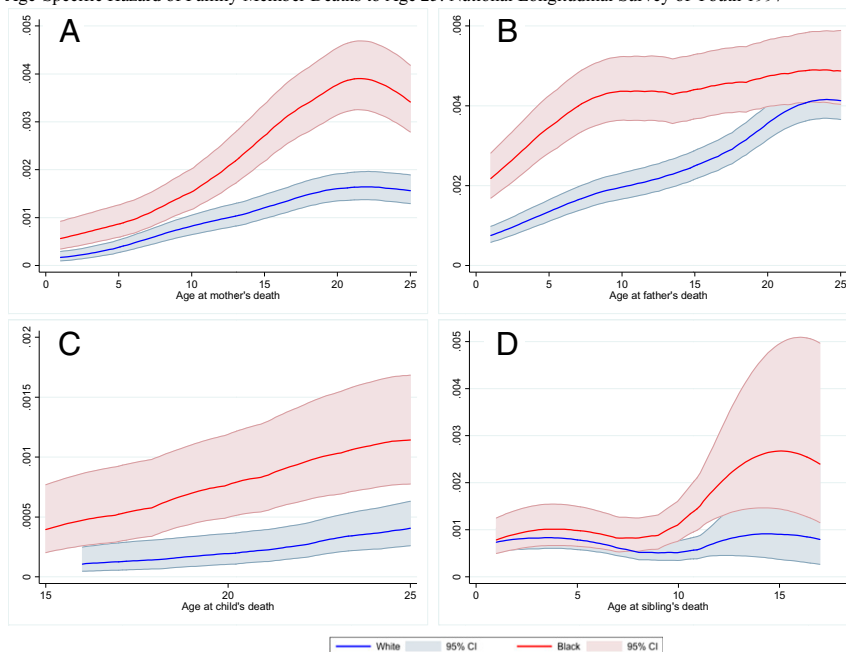 Age Specific Hazard of Family Member Deaths to Age 25: National Longitudinal Survey of Youth 1997
A
.005
.004
.003
.002
.001
0
0 5 10 15 20 25
Age at mother's death
B
.006
.004
.002
0
0 5 10 15 20 25
Age at father's death
C
.002
.0015
.001
.0005
0
15 20 25
Age at child's death
D
.005
.004
.003
.002
.001
0
0 5 10 15
Age at sibling's death
White 95% CI Black 95% CI